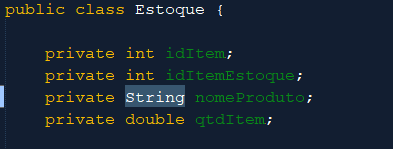 public class Estoque {
private int idItem;
private int idItemEstoque;
private String nomeProduto;
private double qtdItem;